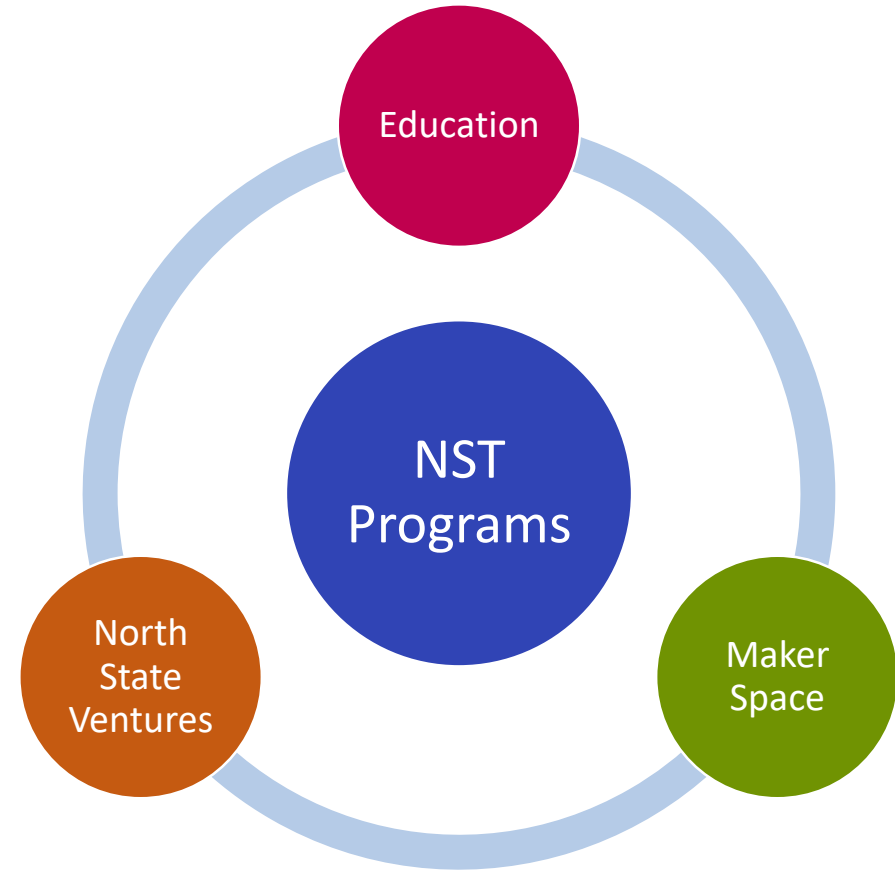 Education
NST
Programs
North
State
Ventures
Maker
Space